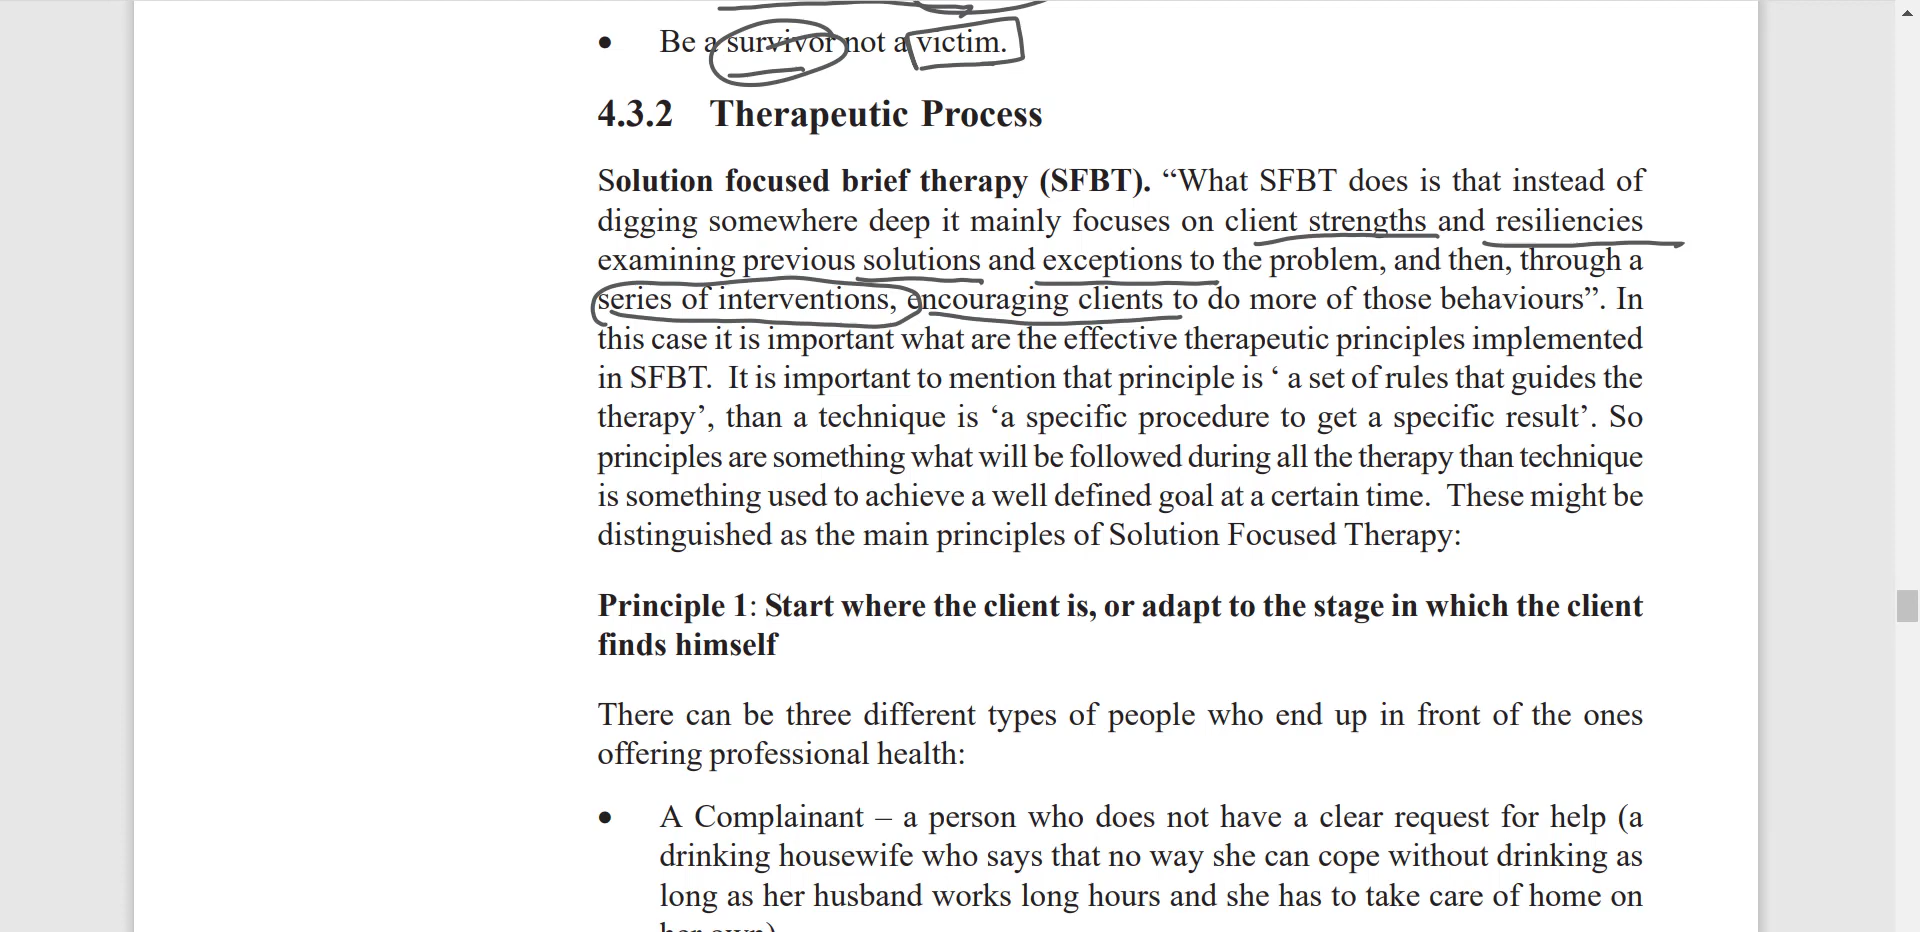 • Be a survivor not a victim.
4.3.2 Therapeutic Process
Solution focused brief therapy (SFBT). “What SFBT does is that instead of
digging somewhere deep it mainly focuses on client strengths and resiliencies
examining previous solutions and exceptions to the problem, and then, through a
series of interventions, encouraging clients to do more of those behaviours”. In
this case it is important what are the effective therapeutic principles implemented
in SFBT. It is important to mention that principle is ‘ a set of rules that guides the
therapy’, than a technique is ‘a specific procedure to get a specific result’. So
principles are something what will be followed during all the therapy than technique
is something used to achieve a well defined goal at a certain time. These might be
distinguished as the main principles of Solution Focused Therapy:
Principle 1: Start where the client is, or adapt to the stage in which the client
finds himself
There can be three different types of people who end up in front of the ones
offering professional health:
• A Complainant – a person who does not have a clear request for help (a
drinking housewife who says that no way she can cope without drinking as
long as her husband works long hours and she has to take care of home on